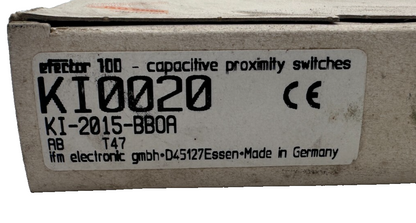 efector 100 - capacitive proximity switches
KI0020
CE
KI-2015-BBOA
AB T47
ifm electronic gmbh•D45127Essen•Made in Germany